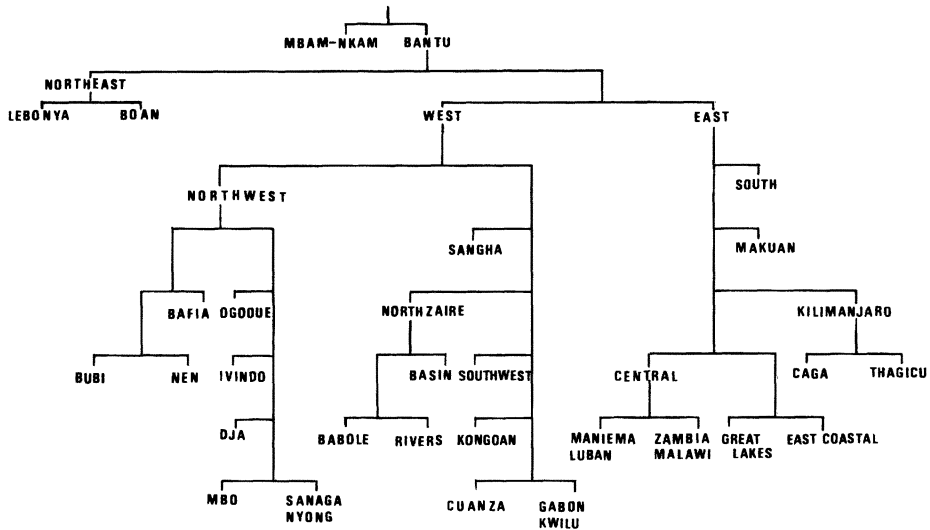 MBAM-NKAM BANTU
NORTHEAST
LEBONYA BOAN
WEST EAST
SOUTH
NORTHWEST
SANGHA MAKUAN
BAFIA OGOOUE NORTH ZAIRE KILIMANJARO
BUBI NEN IVINDO BASIN SOUTHWEST CENTRAL CAGA THAGICU
DJA BABOLE RIVERS KONGOAN MANIEMA ZAMBIA GREAT EAST COASTAL
LUBAN MALAWI LAKES
MBO SANAGA CUANZA GABON
NYONG KWILU